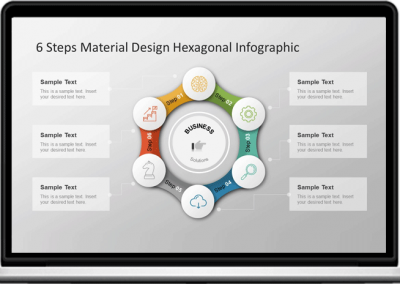 6 Steps Material Design Hexagonal Infographic
Sample Text
This is a sample text. Insert
your desired text here.
Sample Text
This is a sample text. Insert
your desired text here.
Sample Text
This is a sample text. Insert
your desired text here.
Step 01
Step 02
Step 03
Step 04
Step 05
Step 06
BUSINESS
Solutions
Sample Text
This is a sample text. Insert
your desired text here.
Sample Text
This is a sample text. Insert
your desired text here.
Sample Text
This is a sample text. Insert
your desired text here.